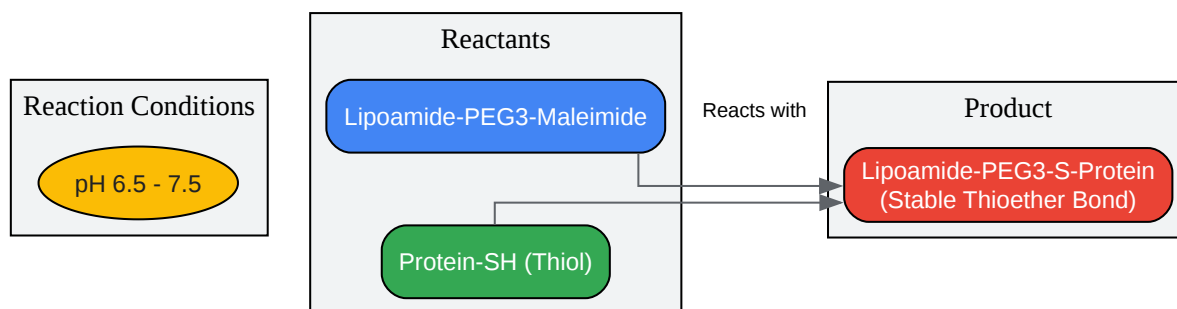 Reaction Conditions
pH 6.5 - 7.5
Reactants
Lipoamide-PEG3-Maleimide
Protein-SH (Thiol)
Reacts with
Product
Lipoamide-PEG3-S-Protein
(Stable Thioether Bond)